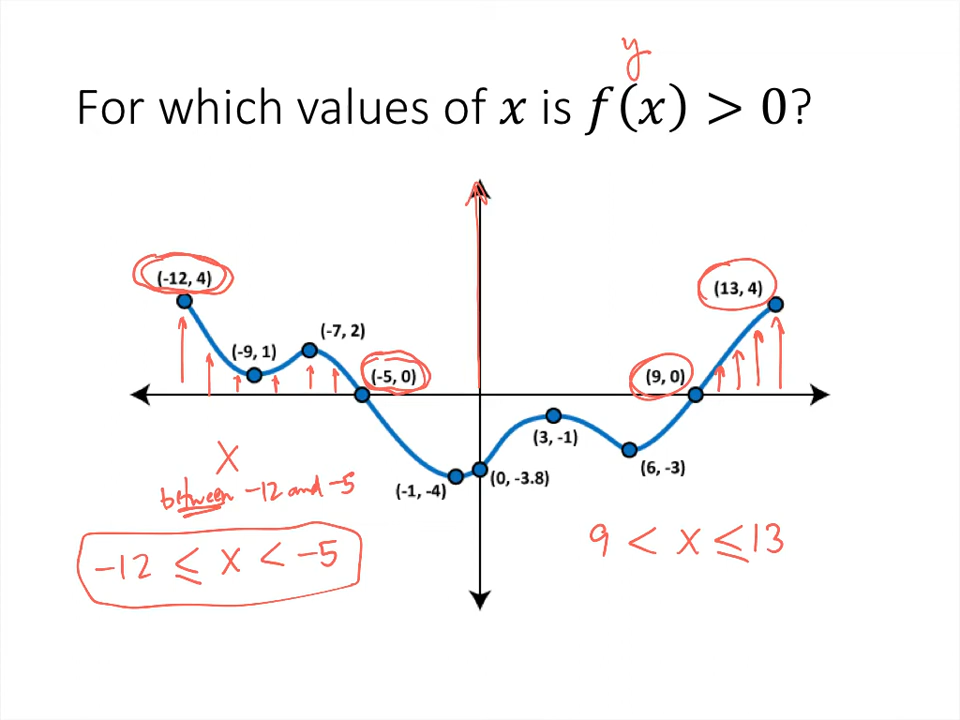 y
For which values of x is f(x) > 0?
(-12, 4)
(13, 4)
(-7, 2)
(-9, 1)
(-5, 0)
(9, 0)
(3, -1)
(6, -3)
(-1, -4)
(0, -3.8)
X
between -12 and -5
-12 ≤ x < -5
9 < x ≤ 13